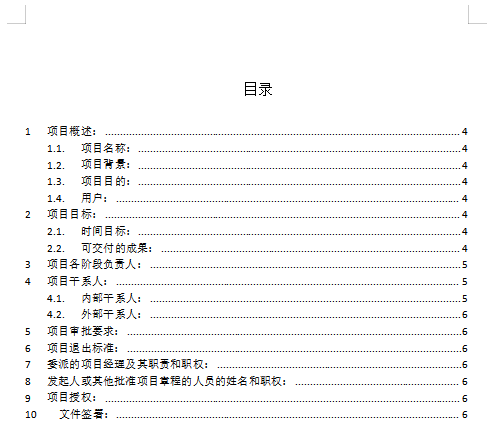 目录
1 项目概述： 4
1.1. 项目名称： 4
1.2. 项目背景： 4
1.3. 项目目的： 4
1.4. 用户： 4
2 项目目标： 4
2.1. 时间目标： 4
2.2. 可交付的成果： 4
3 项目各阶段负责人： 5
4 项目干系人： 5
4.1. 内部干系人： 5
4.2. 外部干系人： 6
5 项目审批要求： 6
6 项目退出标准： 6
7 委派的项目经理及其职责和职权： 6
8 发起人或其他批准项目章程的人员的姓名和职权： 6
9 项目授权： 6
10 文件签署： 6